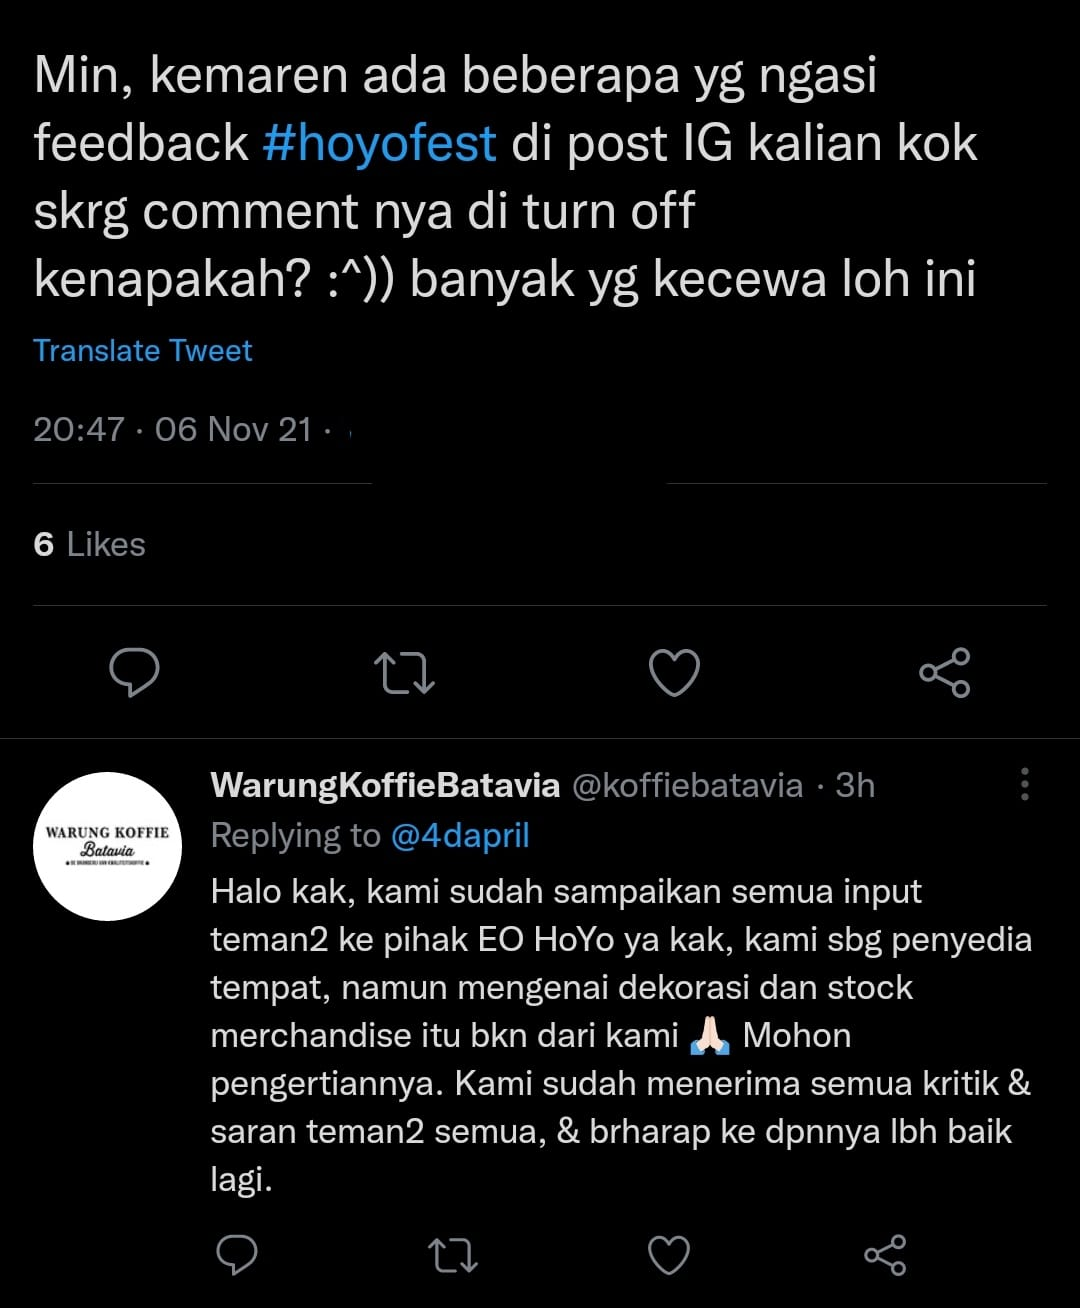 Min, kemaren ada beberapa yg ngasi
feedback #hoyofest di post IG kalian kok
skrg comment nya di turn off
kenapakah? :^)) banyak yg kecewa loh ini
Translate Tweet
20:47 · 06 Nov 21 ·
6 Likes
WarungKoffieBatavia @koffiebatavia · 3h
WARUNG KOFFIE
Batavia
Replying to @4dapril
Halo kak, kami sudah sampaikan semua input
teman2 ke pihak EO HoYo ya kak, kami sbg penyedia
tempat, namun mengenai dekorasi dan stock
merchandise itu bkn dari kami 🙏🏻 Mohon
pengertiannya. Kami sudah menerima semua kritik &
saran teman2 semua, & brharap ke dpnnya lbh baik
lagi.